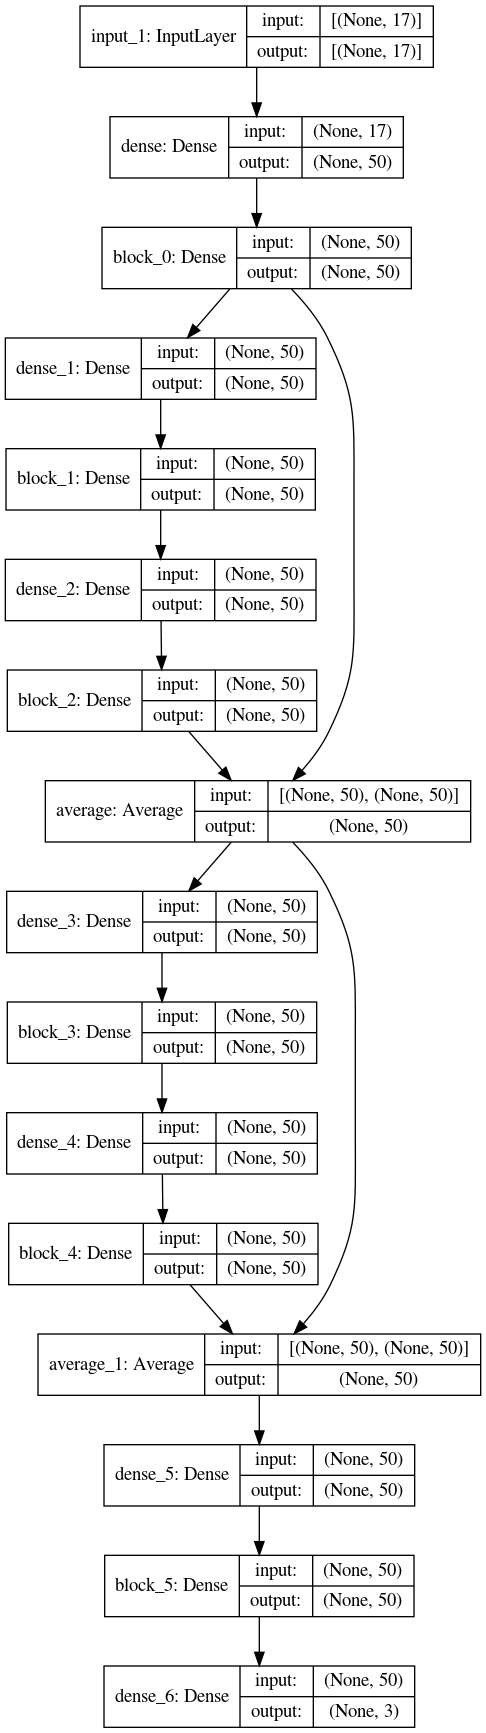 input_1: InputLayer
input:
[(None, 17)]
output:
[(None, 17)]
dense: Dense
input:
(None, 17)
output:
(None, 50)
block_0: Dense
input:
(None, 50)
output:
(None, 50)
dense_1: Dense
input:
(None, 50)
output:
(None, 50)
block_1: Dense
input:
(None, 50)
output:
(None, 50)
dense_2: Dense
input:
(None, 50)
output:
(None, 50)
block_2: Dense
input:
(None, 50)
output:
(None, 50)
average: Average
input:
[(None, 50), (None, 50)]
output:
(None, 50)
dense_3: Dense
input:
(None, 50)
output:
(None, 50)
block_3: Dense
input:
(None, 50)
output:
(None, 50)
dense_4: Dense
input:
(None, 50)
output:
(None, 50)
block_4: Dense
input:
(None, 50)
output:
(None, 50)
average_1: Average
input:
[(None, 50), (None, 50)]
output:
(None, 50)
dense_5: Dense
input:
(None, 50)
output:
(None, 50)
block_5: Dense
input:
(None, 50)
output:
(None, 50)
dense_6: Dense
input:
(None, 50)
output:
(None, 3)